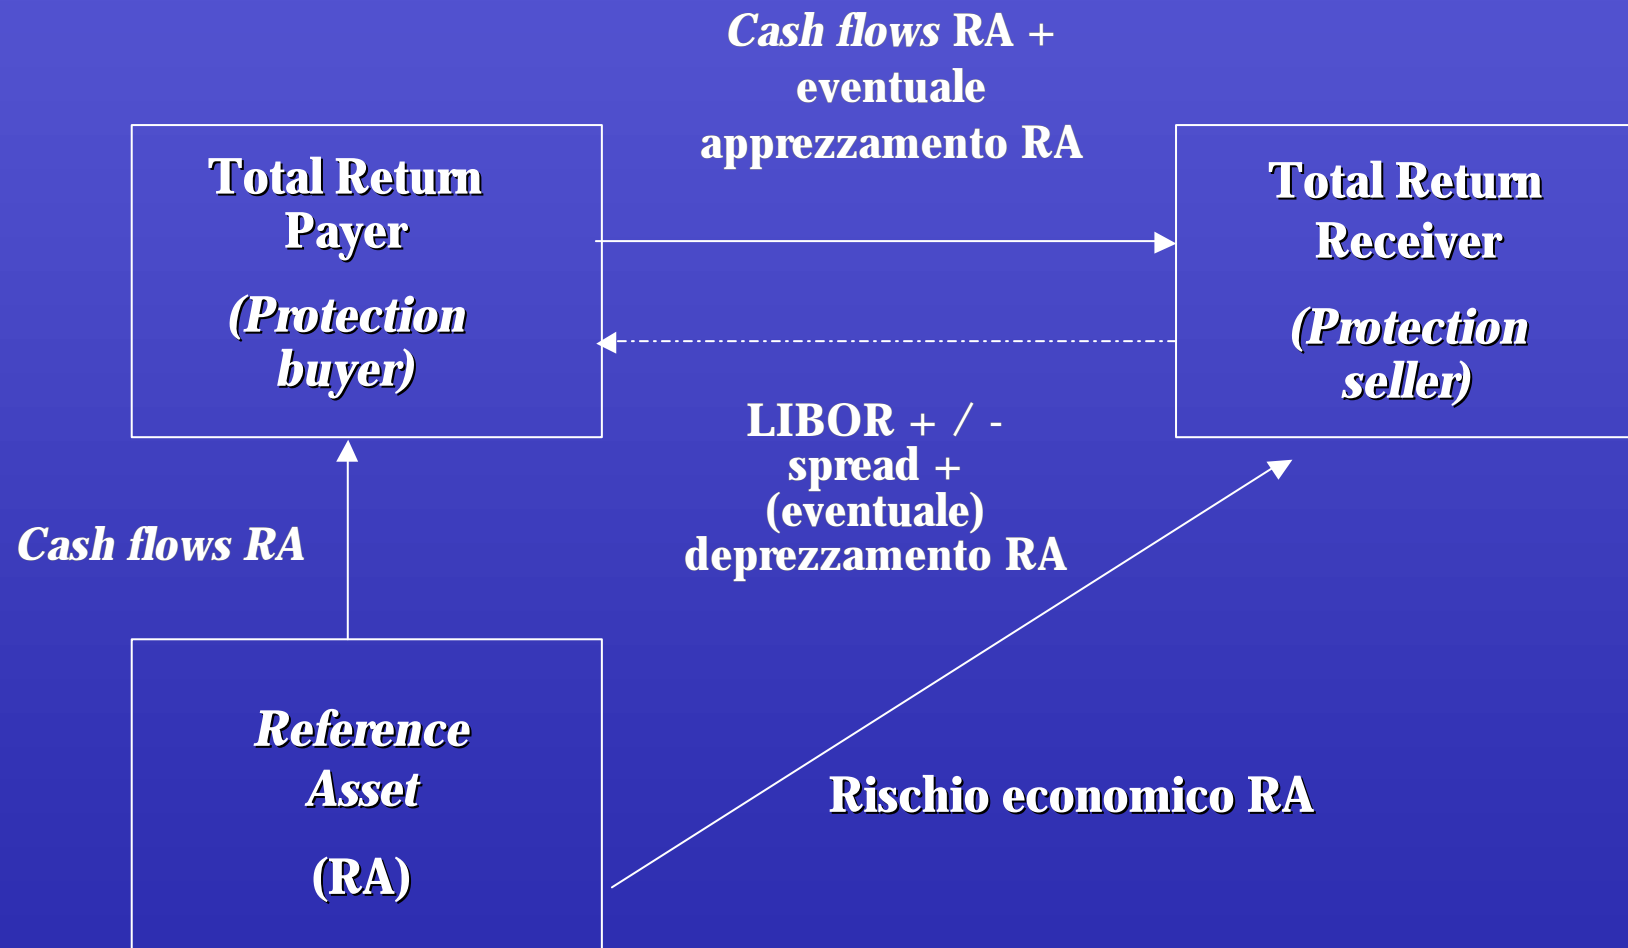 Cash flows RA +
eventuale
apprezzamento RA
Total Return
Payer
(Protection
buyer)
Total Return
Receiver
(Protection
seller)
LIBOR + / -
spread +
(eventuale)
deprezzamento RA
Cash flows RA
Reference
Asset
(RA)
Rischio economico RA